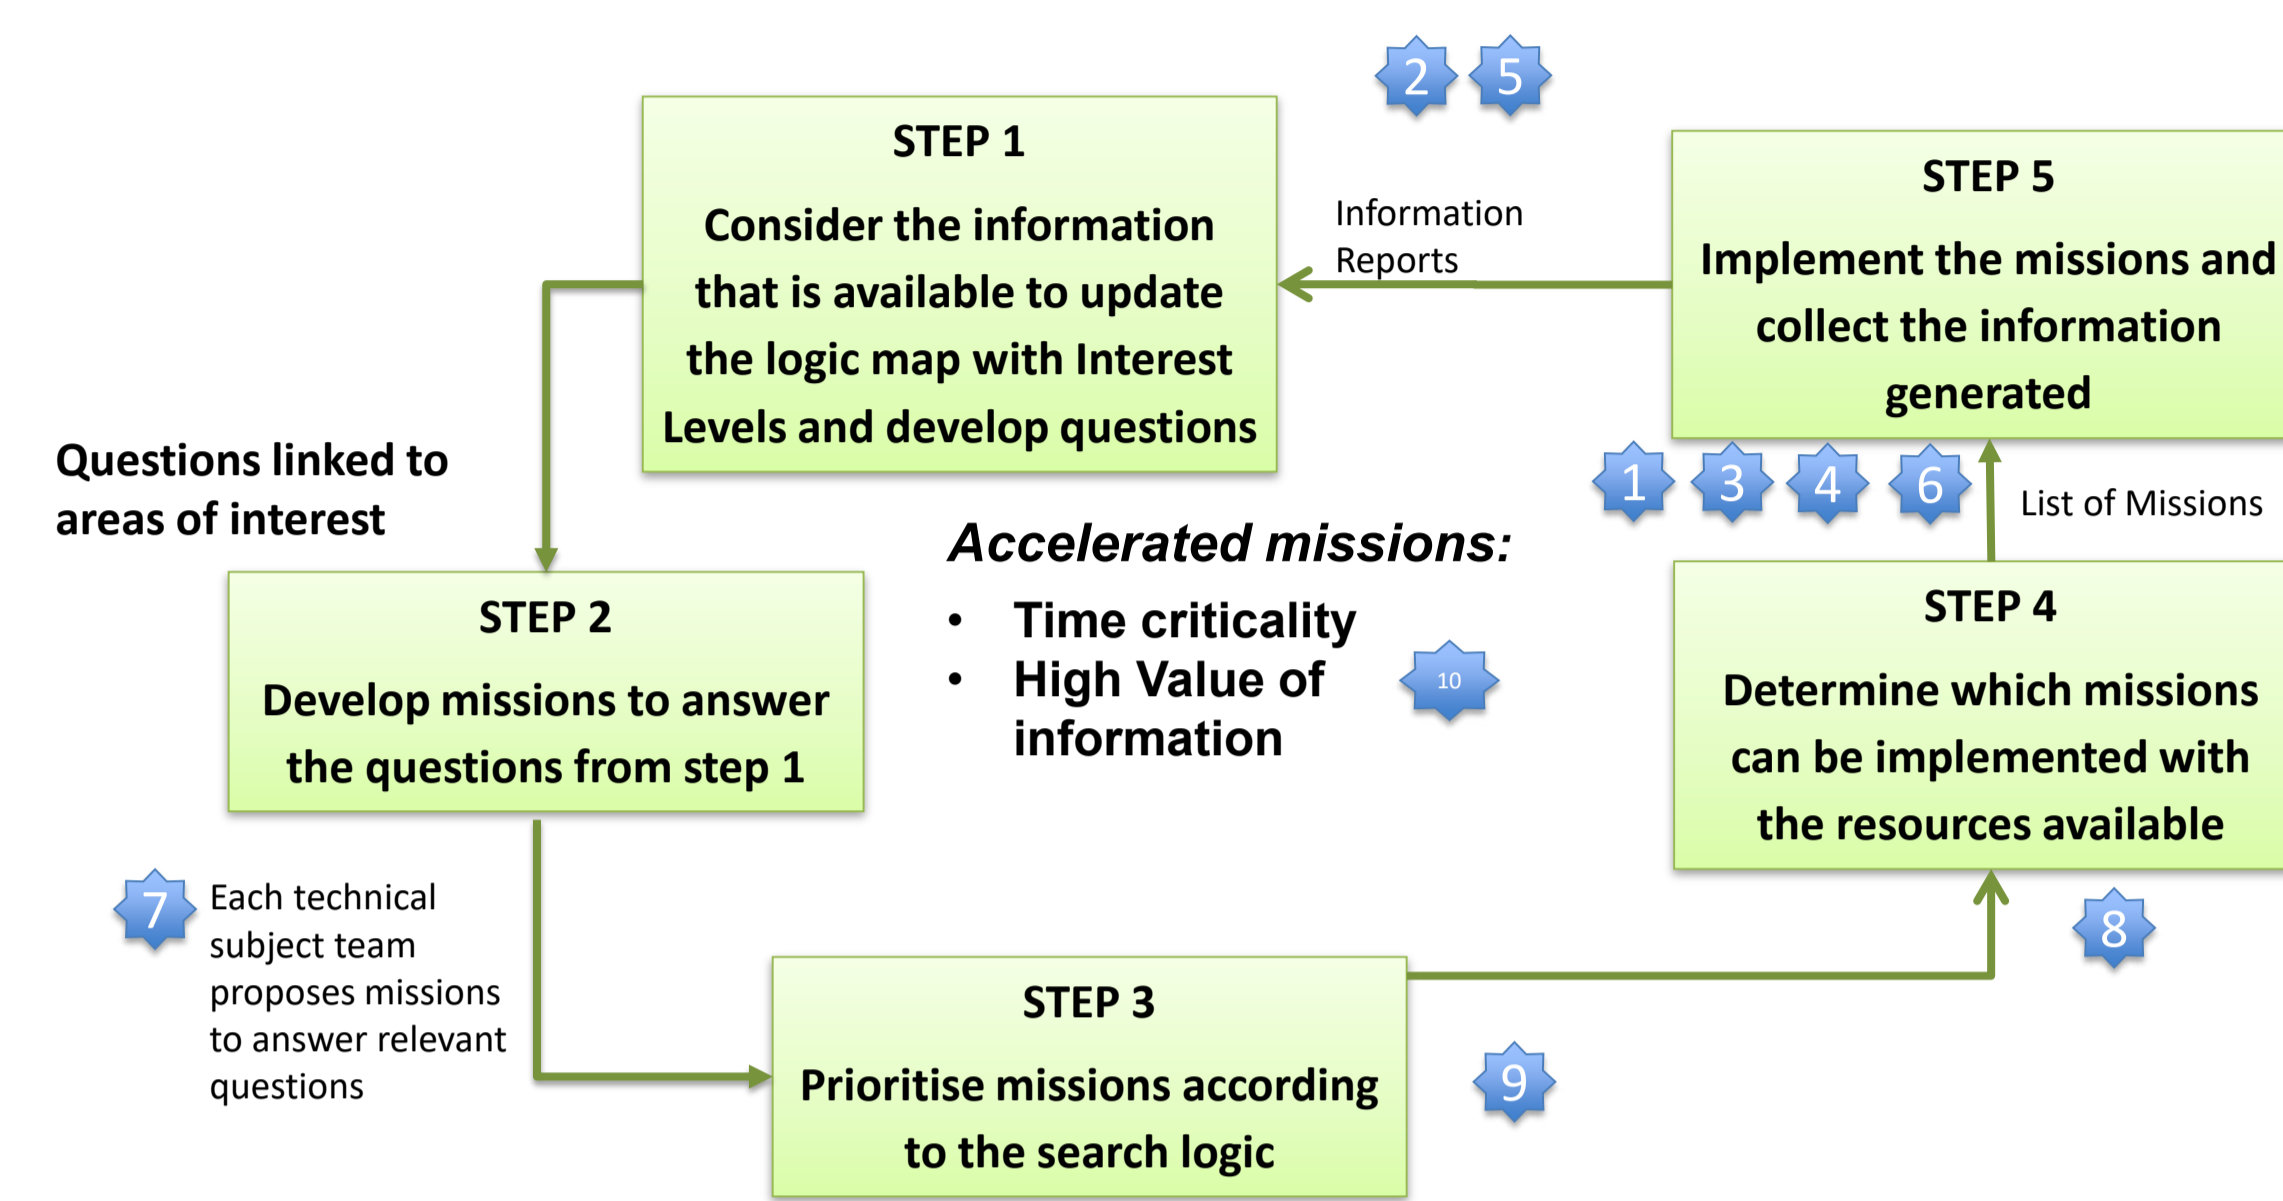 2 5
STEP 1
Consider the information
that is available to update
the logic map with Interest
Levels and develop questions
Information
Reports
STEP 5
Implement the missions and
collect the information
generated
Questions linked to
areas of interest
1 3 4 6
List of Missions
Accelerated missions:
• Time criticality
• High Value of
information
10
STEP 2
Develop missions to answer
the questions from step 1
STEP 4
Determine which missions
can be implemented with
the resources available
7
Each technical
subject team
proposes missions
to answer relevant
questions
8
STEP 3
Prioritise missions according
to the search logic
9